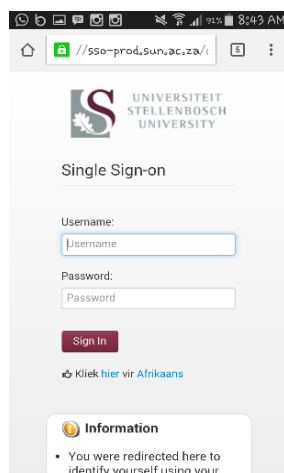 91% 8:43 AM
//sso-prod.sun.ac.za/c
5
UNIVERSITEIT
STELLENBOSCH
UNIVERSITY
Single Sign-on
Username:
Username
Password:
Password
Sign In
Kliek hier vir Afrikaans
Information
• You were redirected here to
identify yourself using your